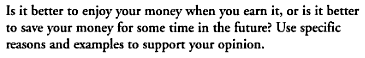 Is it better to enjoy your money when you earn it, or is it better
to save your money for some time in the future? Use specific
reasons and examples to support your opinion.